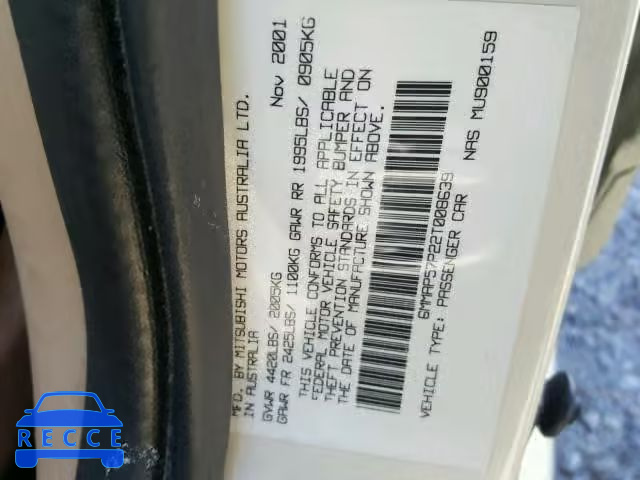 MFD. BY MITSUBISHI MOTORS AUSTRALIA LTD.
IN AUSTRALIA
Nov 2001
GVWR 4420LBS/ 2005KG
GAWR FR 2425LBS/ 1100KG GAWR RR 1995LBS/ 0905KG
THIS VEHICLE CONFORMS TO ALL APPLICABLE
FEDERAL MOTOR VEHICLE SAFETY BUMPER AND
THEFT PREVENTION STANDARDS IN EFFECT ON
THE DATE OF MANUFACTURE SHOWN ABOVE.
6MMAP57P22T008639
VEHICLE TYPE: PASSENGER CAR
NAS MU900159
RECCE